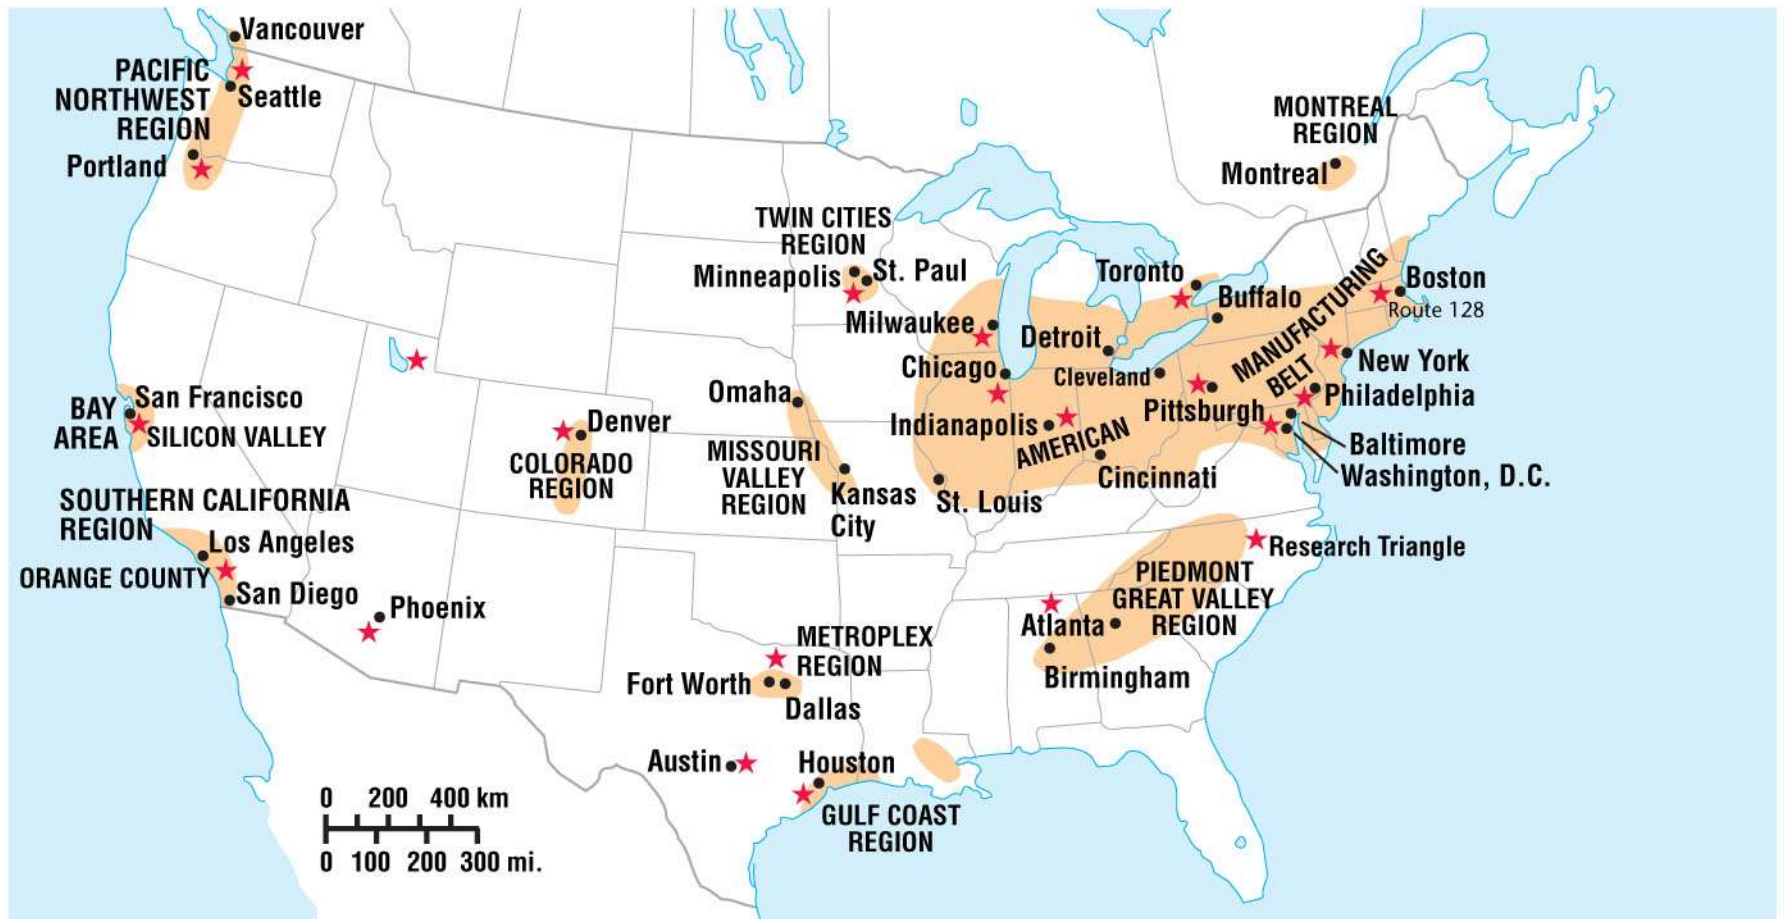 Vancouver
PACIFIC
NORTHWEST
REGION
Seattle
Portland
MONTREAL
REGION
Montreal
TWIN CITIES
REGION
Minneapolis
St. Paul
Toronto
Buffalo
Boston
Route 128
Milwaukee
Detroit
MANUFACTURING
BELT
New York
Chicago
Cleveland
Philadelphia
Omaha
Pittsburgh
Indianapolis
AMERICAN
Baltimore
Washington, D.C.
Cincinnati
St. Louis
San Francisco
BAY
AREA
SILICON VALLEY
Denver
COLORADO
REGION
MISSOURI
VALLEY
REGION
Kansas
City
SOUTHERN CALIFORNIA
REGION
Los Angeles
ORANGE COUNTY
San Diego
Phoenix
Research Triangle
PIEDMONT
GREAT VALLEY
REGION
Atlanta
Birmingham
METROPLEX
REGION
Fort Worth
Dallas
Austin
Houston
GULF COAST
REGION
0 200 400 km
0 100 200 300 mi.